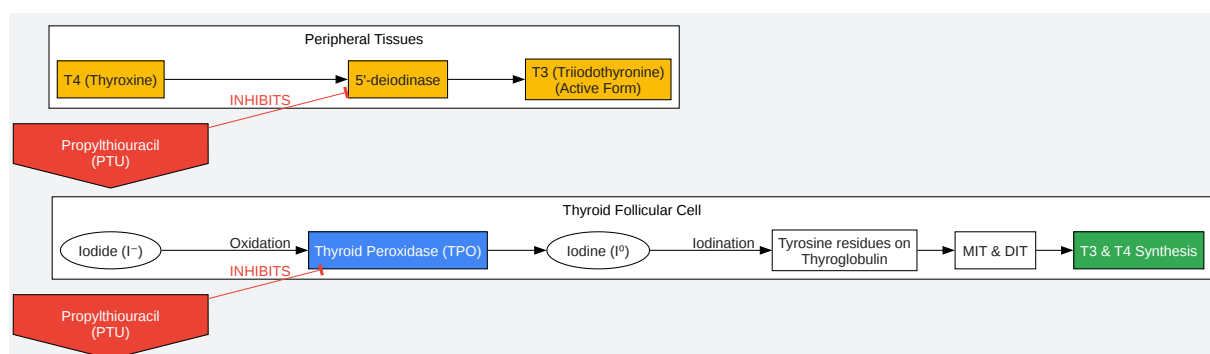 Peripheral Tissues
T4 (Thyroxine)
5'-deiodinase
T3 (Triiodothyronine)
(Active Form)
INHIBITS
Propylthiouracil
(PTU)
Thyroid Follicular Cell
Iodide (I⁻)
Oxidation
Thyroid Peroxidase (TPO)
Iodine (I⁰)
Iodination
Tyrosine residues on
Thyroglobulin
MIT & DIT
T3 & T4 Synthesis
INHIBITS
Propylthiouracil
(PTU)